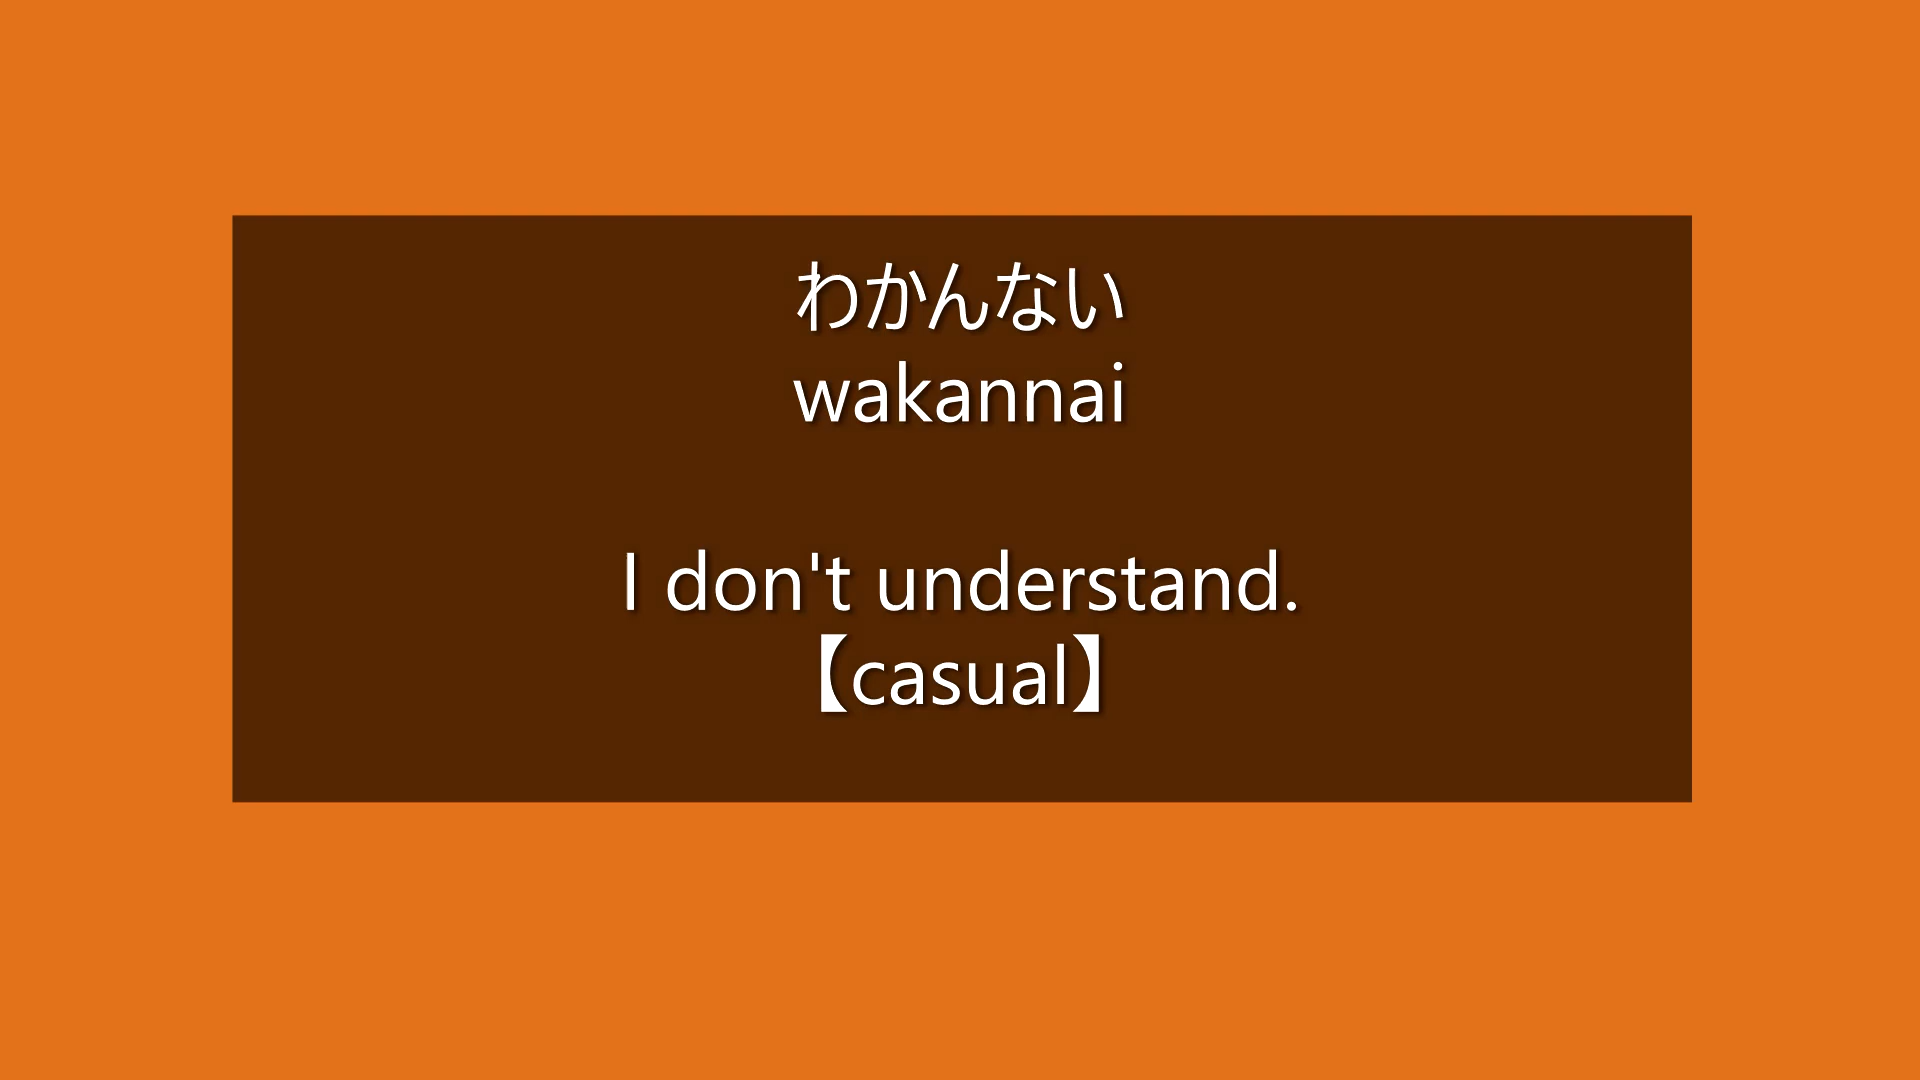 わかんない
wakannai
I don't understand.
【casual】